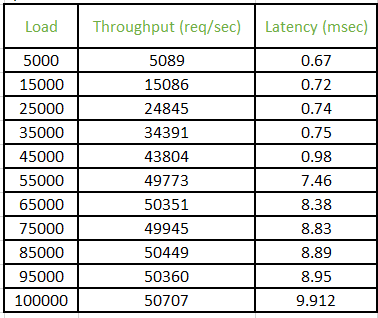 Load Throughput (req/sec) Latency (msec)
5000 5089 0.67
15000 15086 0.72
25000 24845 0.74
35000 34391 0.75
45000 43804 0.98
55000 49773 7.46
65000 50351 8.38
75000 49945 8.83
85000 50449 8.89
95000 50360 8.95
100000 50707 9.912